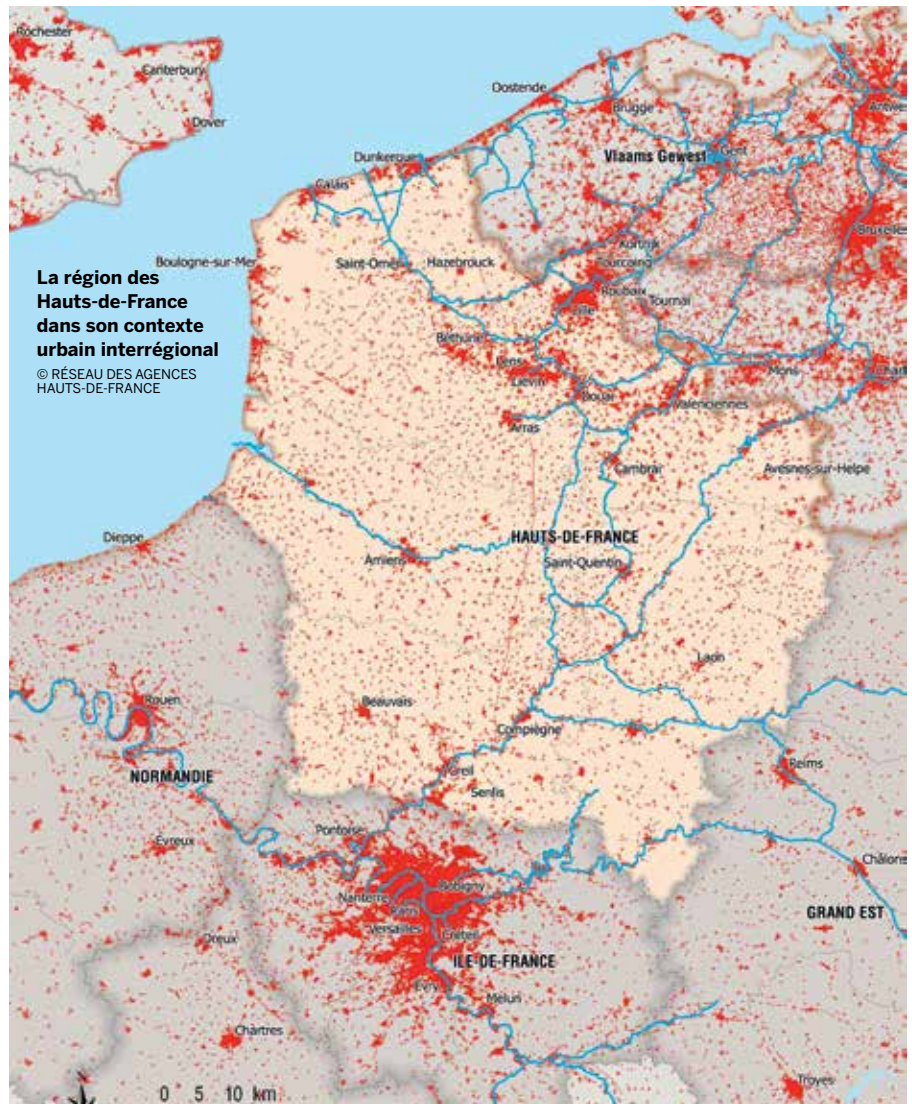 Rochester
Canterbury
Dover
Oostende
Brugge
Antwe
Dunkerque
Vlaams Gewest
Gent
Calais
Bruxelles
Boulogne-sur-Mer
Saint-Omer
Hazebrouck
Kortrijk
Tourcoing
Roubaix
Tournai
Lille
La région des
Hauts-de-France
dans son contexte
urbain interrégional
© RÉSEAU DES AGENCES
HAUTS-DE-FRANCE
Béthune
Lens
Liévin
Mons
Charl
Douai
Valenciennes
Arras
Cambrai
Avesnes-sur-Helpe
Dieppe
HAUTS-DE-FRANCE
Amiens
Saint-Quentin
Laon
Rouen
Beauvais
Compiègne
NORMANDIE
Creil
Reims
Senlis
Pontoise
Évreux
Châlons
Bobigny
Nanterre
Paris
Versailles
Créteil
GRAND EST
Dreux
ILE-DE-FRANCE
Évry
Melun
Chartres
Troyes
0 5 10 km